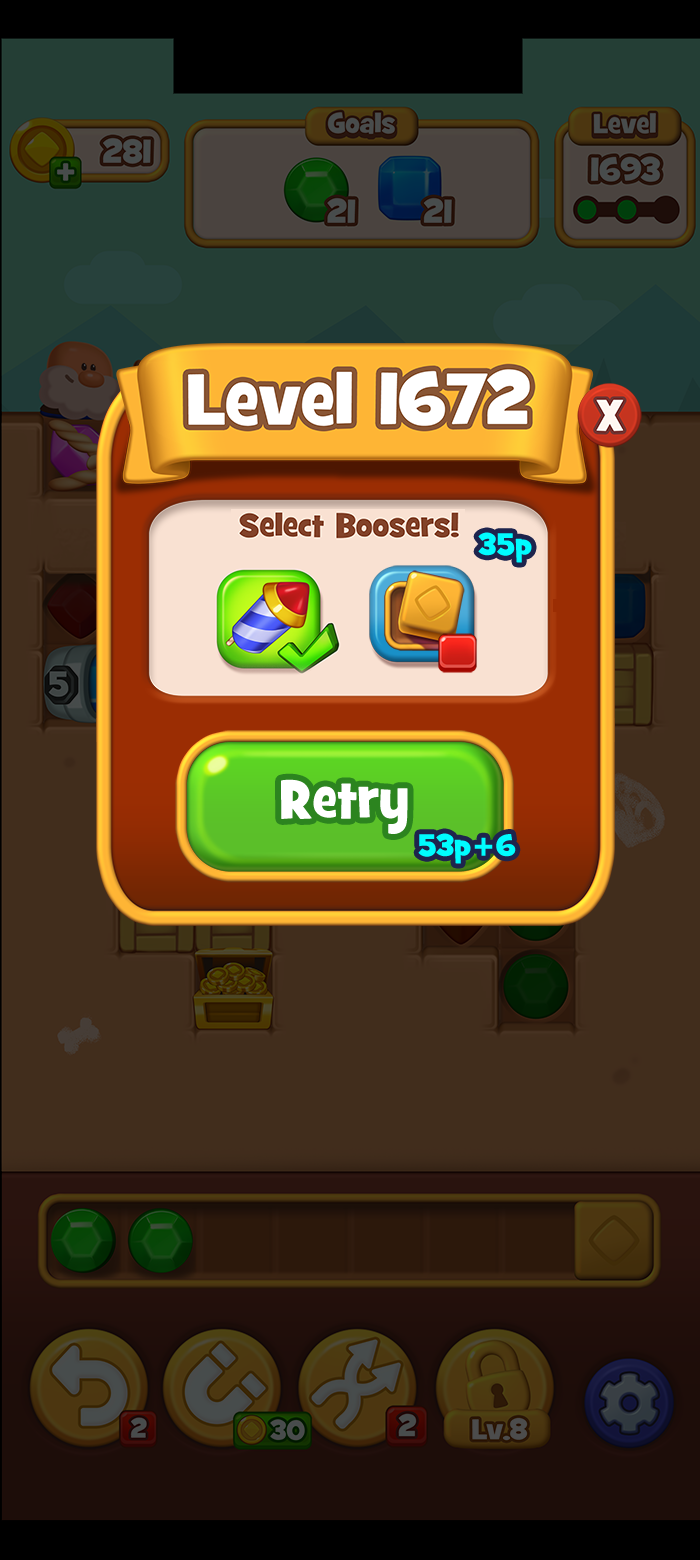 281
Goals
21
21
Level
1693
Level 1672
X
Select Boosers!
35p
5
Retry
53p+6
2
30
2
Lv.8